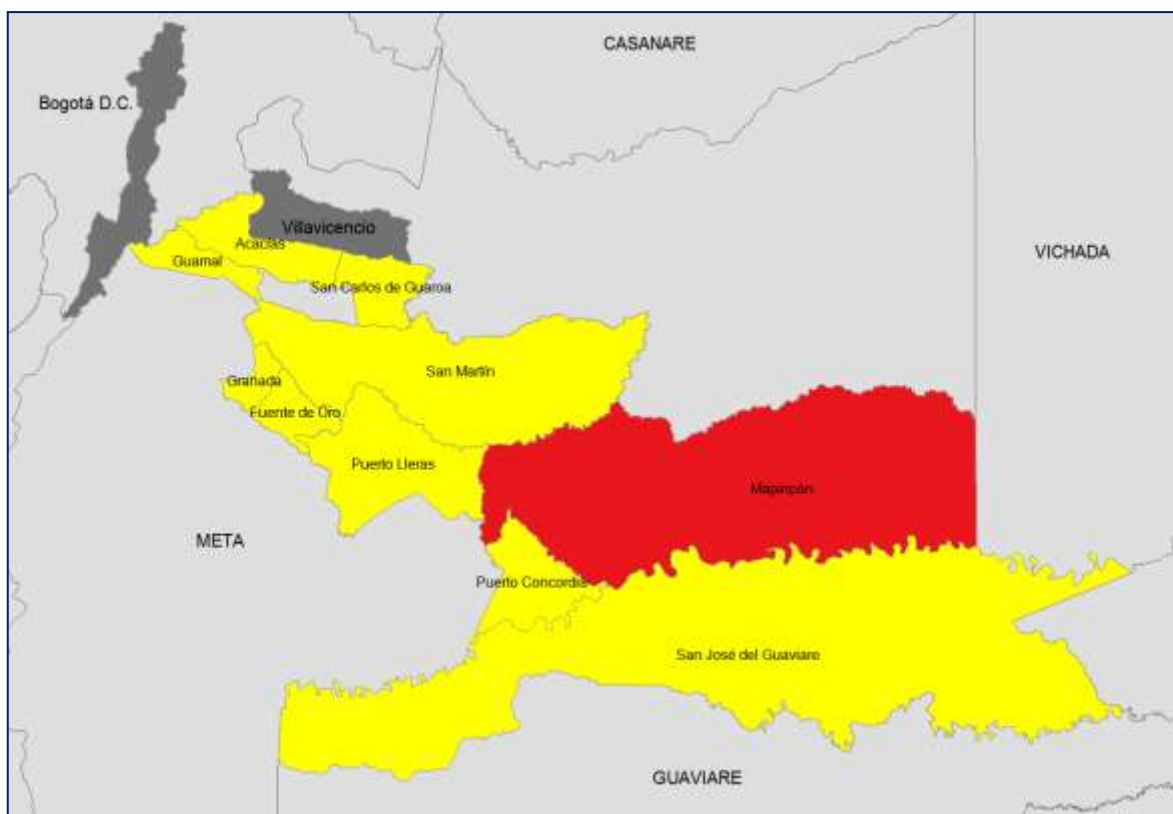 CASANARE
Bogotá D.C.
Villavicencio
Acacías
VICHADA
Guamal
San Carlos de Guaroa
San Martín
Granada
Fuente de Oro
Puerto Lleras
Mapiripán
META
Puerto Concordia
San José del Guaviare
GUAVIARE